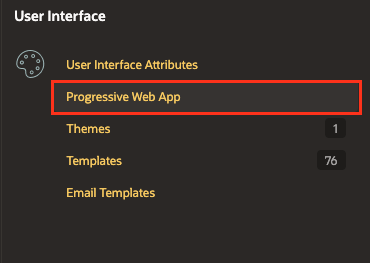 User Interface
User Interface Attributes
Progressive Web App
Themes 1
Templates 76
Email Templates